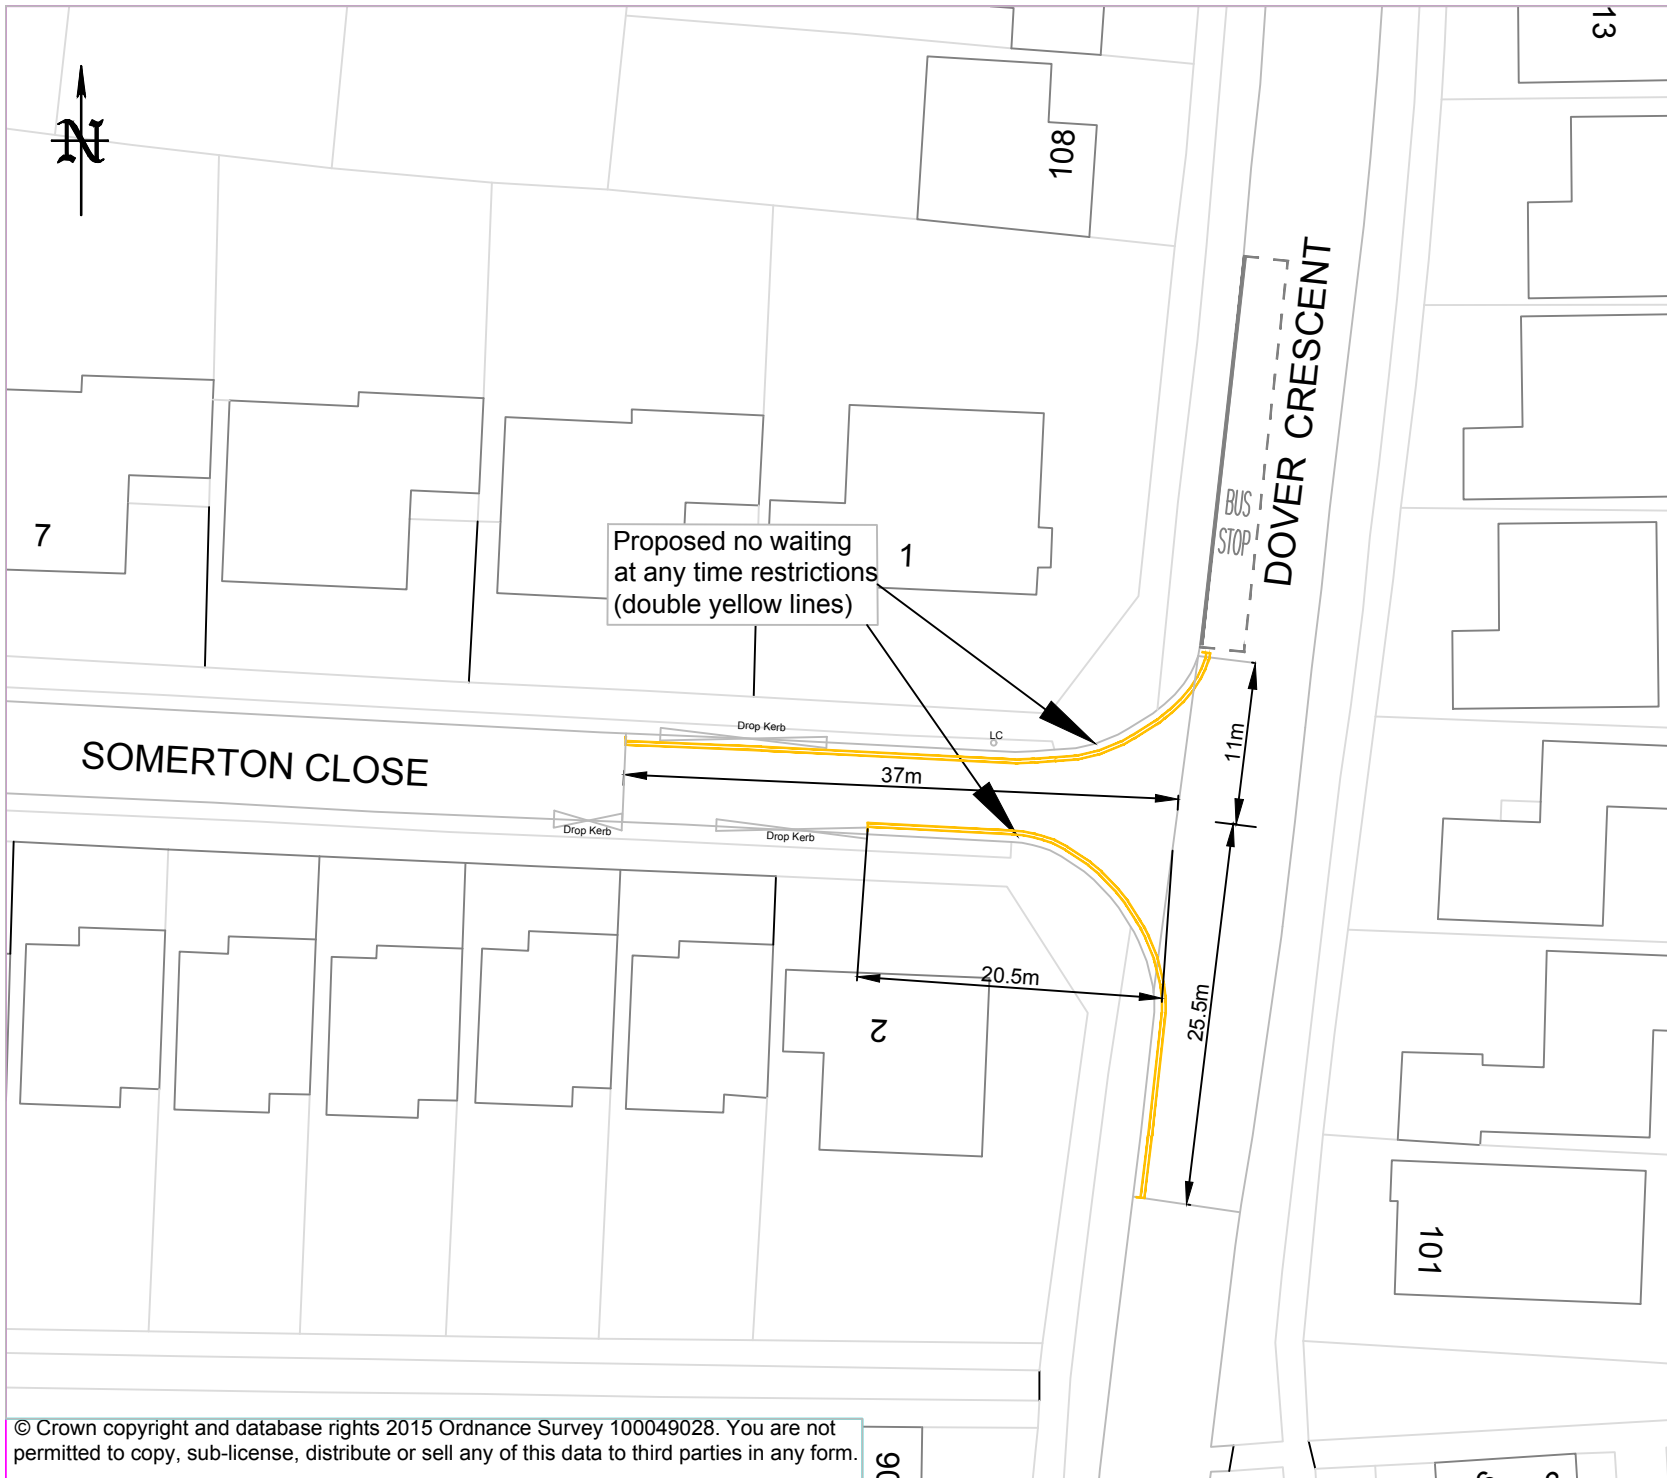 13
N
108
DOVER CRESCENT
BUS
STOP
7
Proposed no waiting
at any time restrictions
(double yellow lines)
1
Drop Kerb
LC
11m
SOMERTON CLOSE
37m
Drop Kerb
Drop Kerb
20.5m
25.5m
2
101
© Crown copyright and database rights 2015 Ordnance Survey 100049028. You are not
permitted to copy, sub-license, distribute or sell any of this data to third parties in any form.